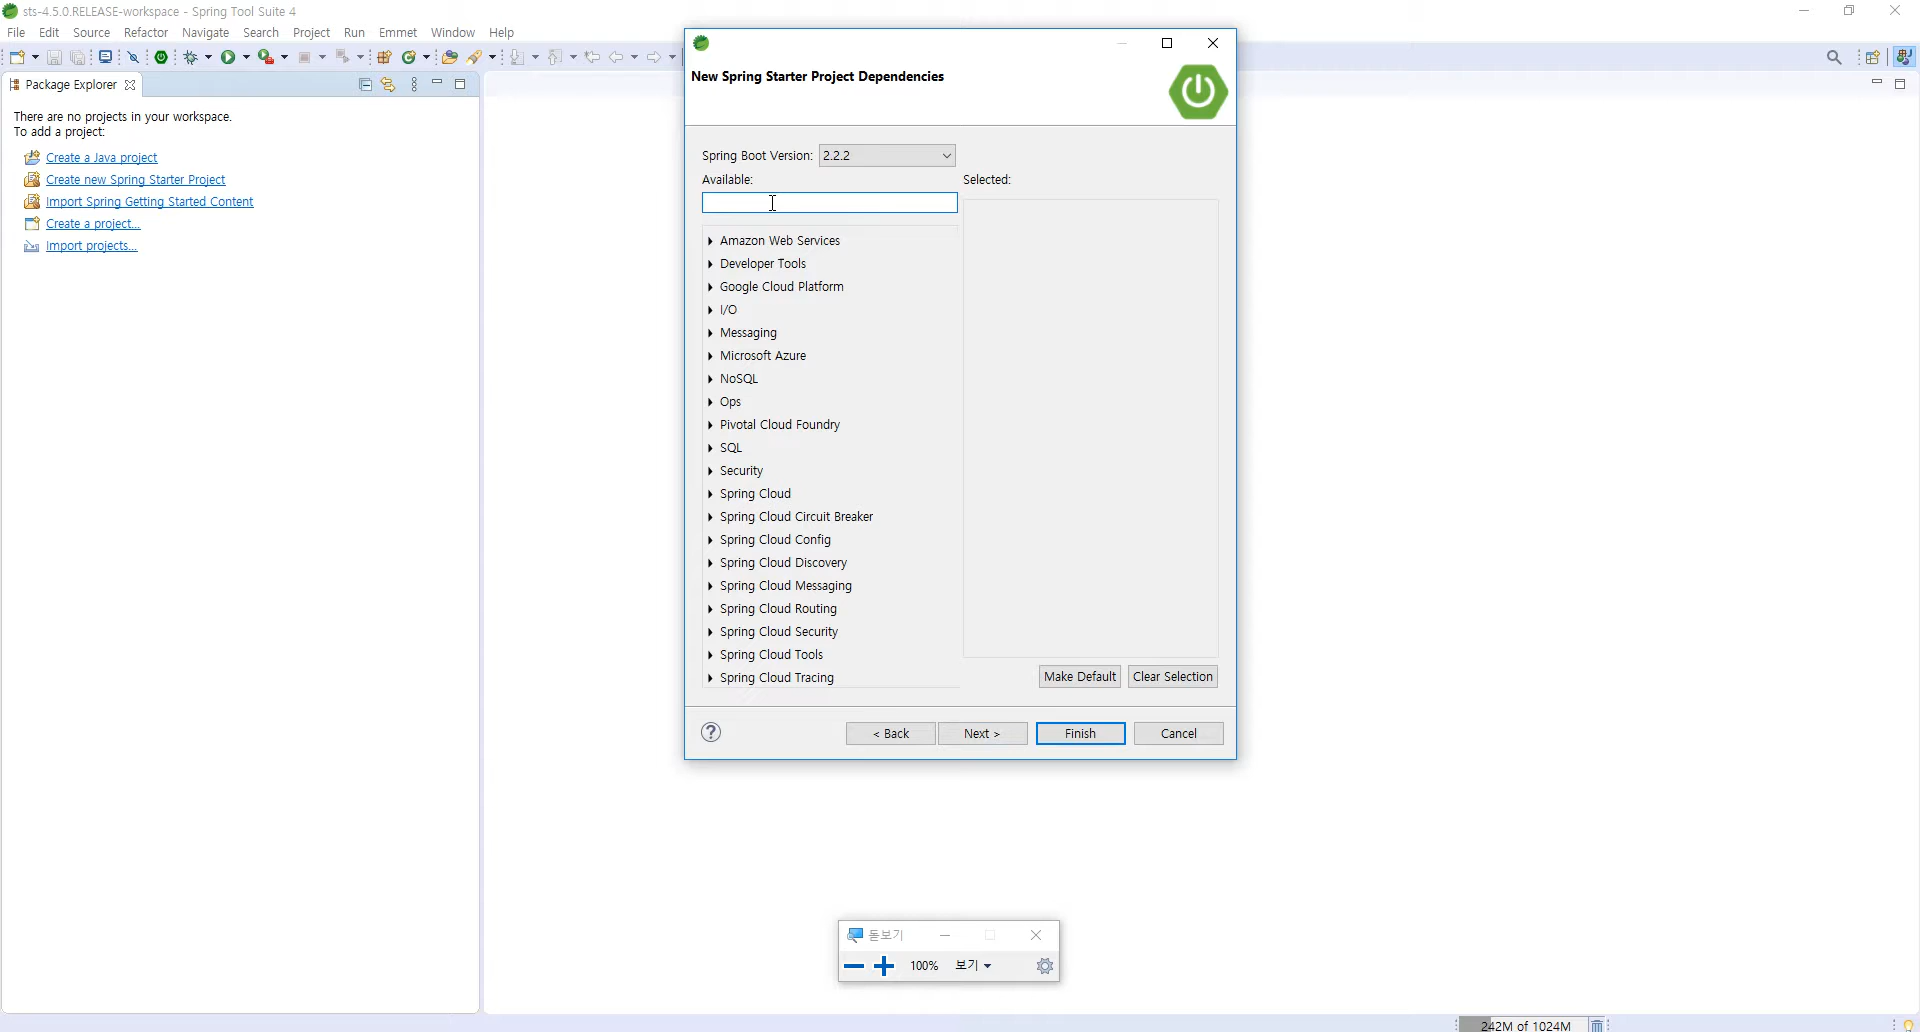 sts-4.5.0.RELEASE-workspace - Spring Tool Suite 4
File Edit Source Refactor Navigate Search Project Run Emmet Window Help
Package Explorer
There are no projects in your workspace.
To add a project:
Create a Java project
Create new Spring Starter Project
Import Spring Getting Started Content
Create a project...
Import projects...
New Spring Starter Project Dependencies
Spring Boot Version: 2.2.2
Available:
Selected:
Amazon Web Services
Developer Tools
Google Cloud Platform
I/O
Messaging
Microsoft Azure
NoSQL
Ops
Pivotal Cloud Foundry
SQL
Security
Spring Cloud
Spring Cloud Circuit Breaker
Spring Cloud Config
Spring Cloud Discovery
Spring Cloud Messaging
Spring Cloud Routing
Spring Cloud Security
Spring Cloud Tools
Spring Cloud Tracing
Make Default Clear Selection
? < Back Next > Finish Cancel
돋보기
100% 보기
242M of 1024M